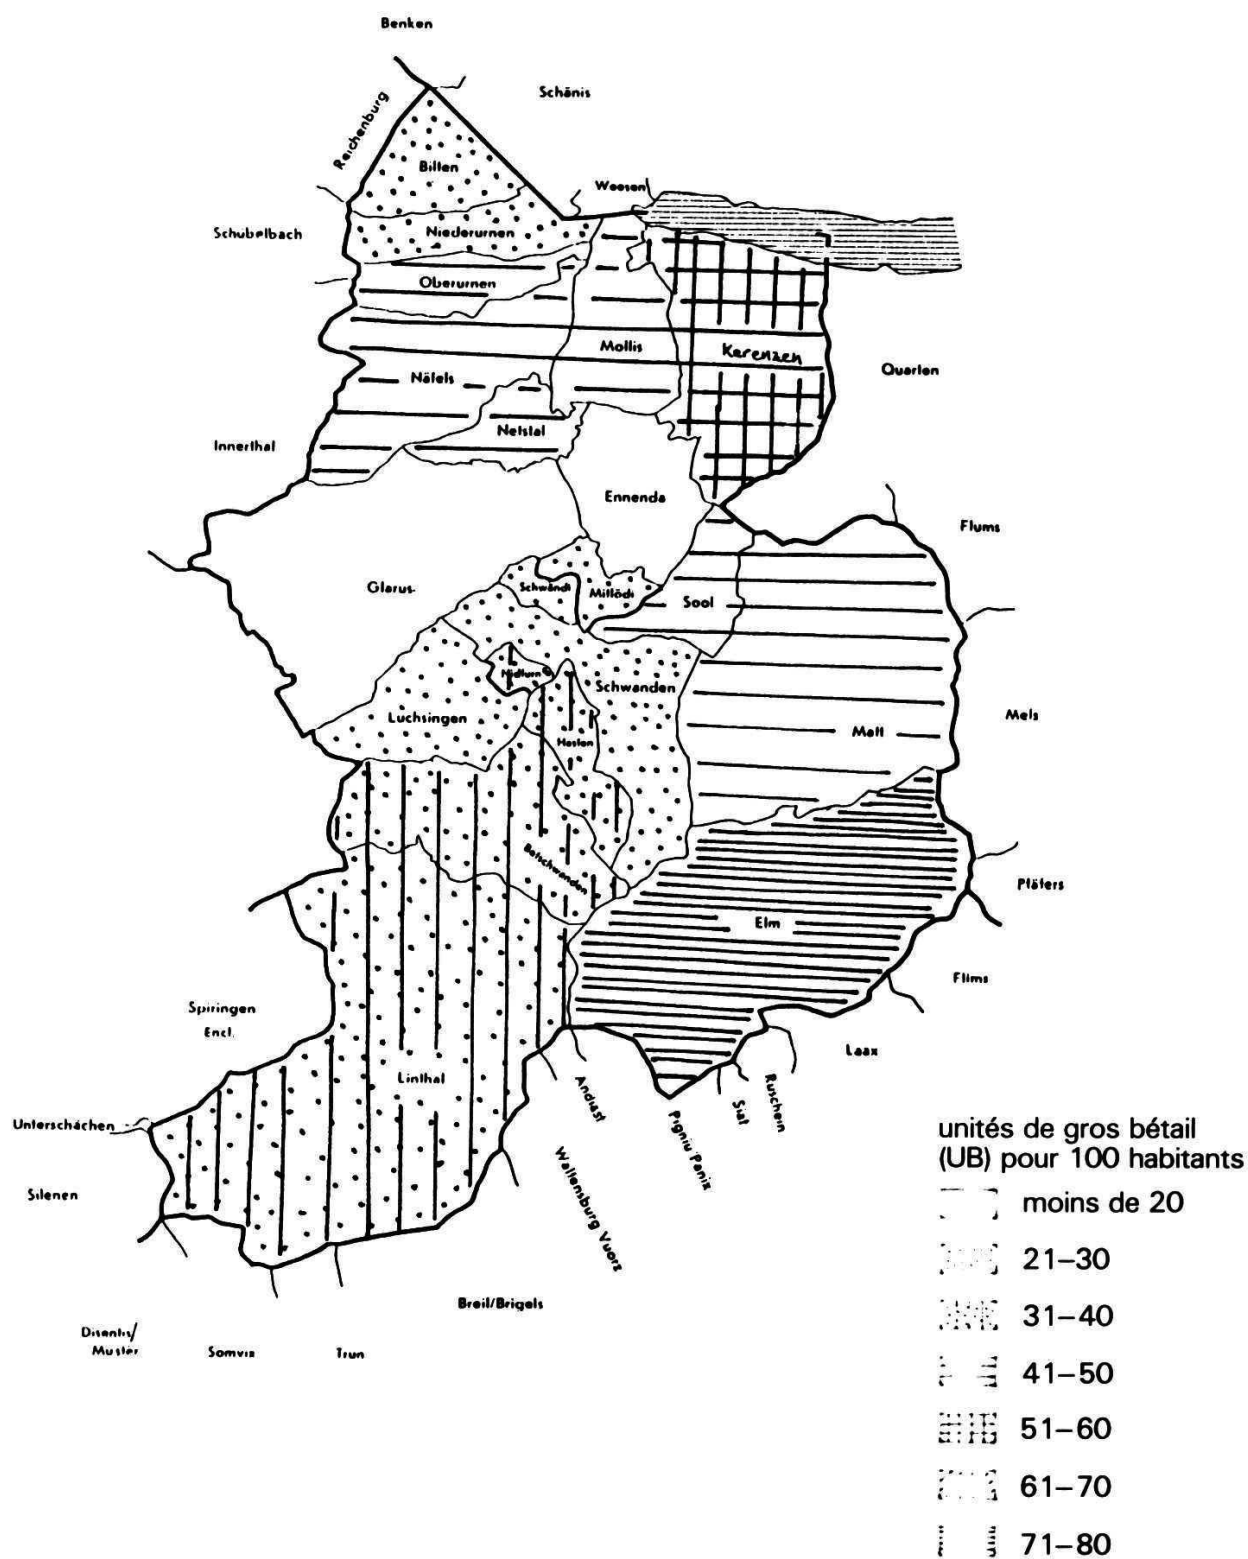 Benken
Schänis
Reichenburg
Bilten
Weesen
Schubelbach
Niederurnen
Oberurnen
Mollis
Kerenzen
Quarten
Näfels
Netstal
Innerthal
Ennenda
Flums
Glarus
Schwändi
Mitlödi
Sool
Nidfurn
Schwanden
Luchsingen
Haslen
Matt
Mels
Betschwanden
Pfäfers
Elm
Flims
Spiringen
Encl.
Laax
Linthal
Andiast
Ruschein
Siat
Pigniu/Panix
Unterschächen
Waltensburg Vuorz
Silenen
Breil/Brigels
Disentis/
Mustér
Somvix
Trun
unités de gros bétail
(UB) pour 100 habitants
moins de 20
21–30
31–40
41–50
51–60
61–70
71–80